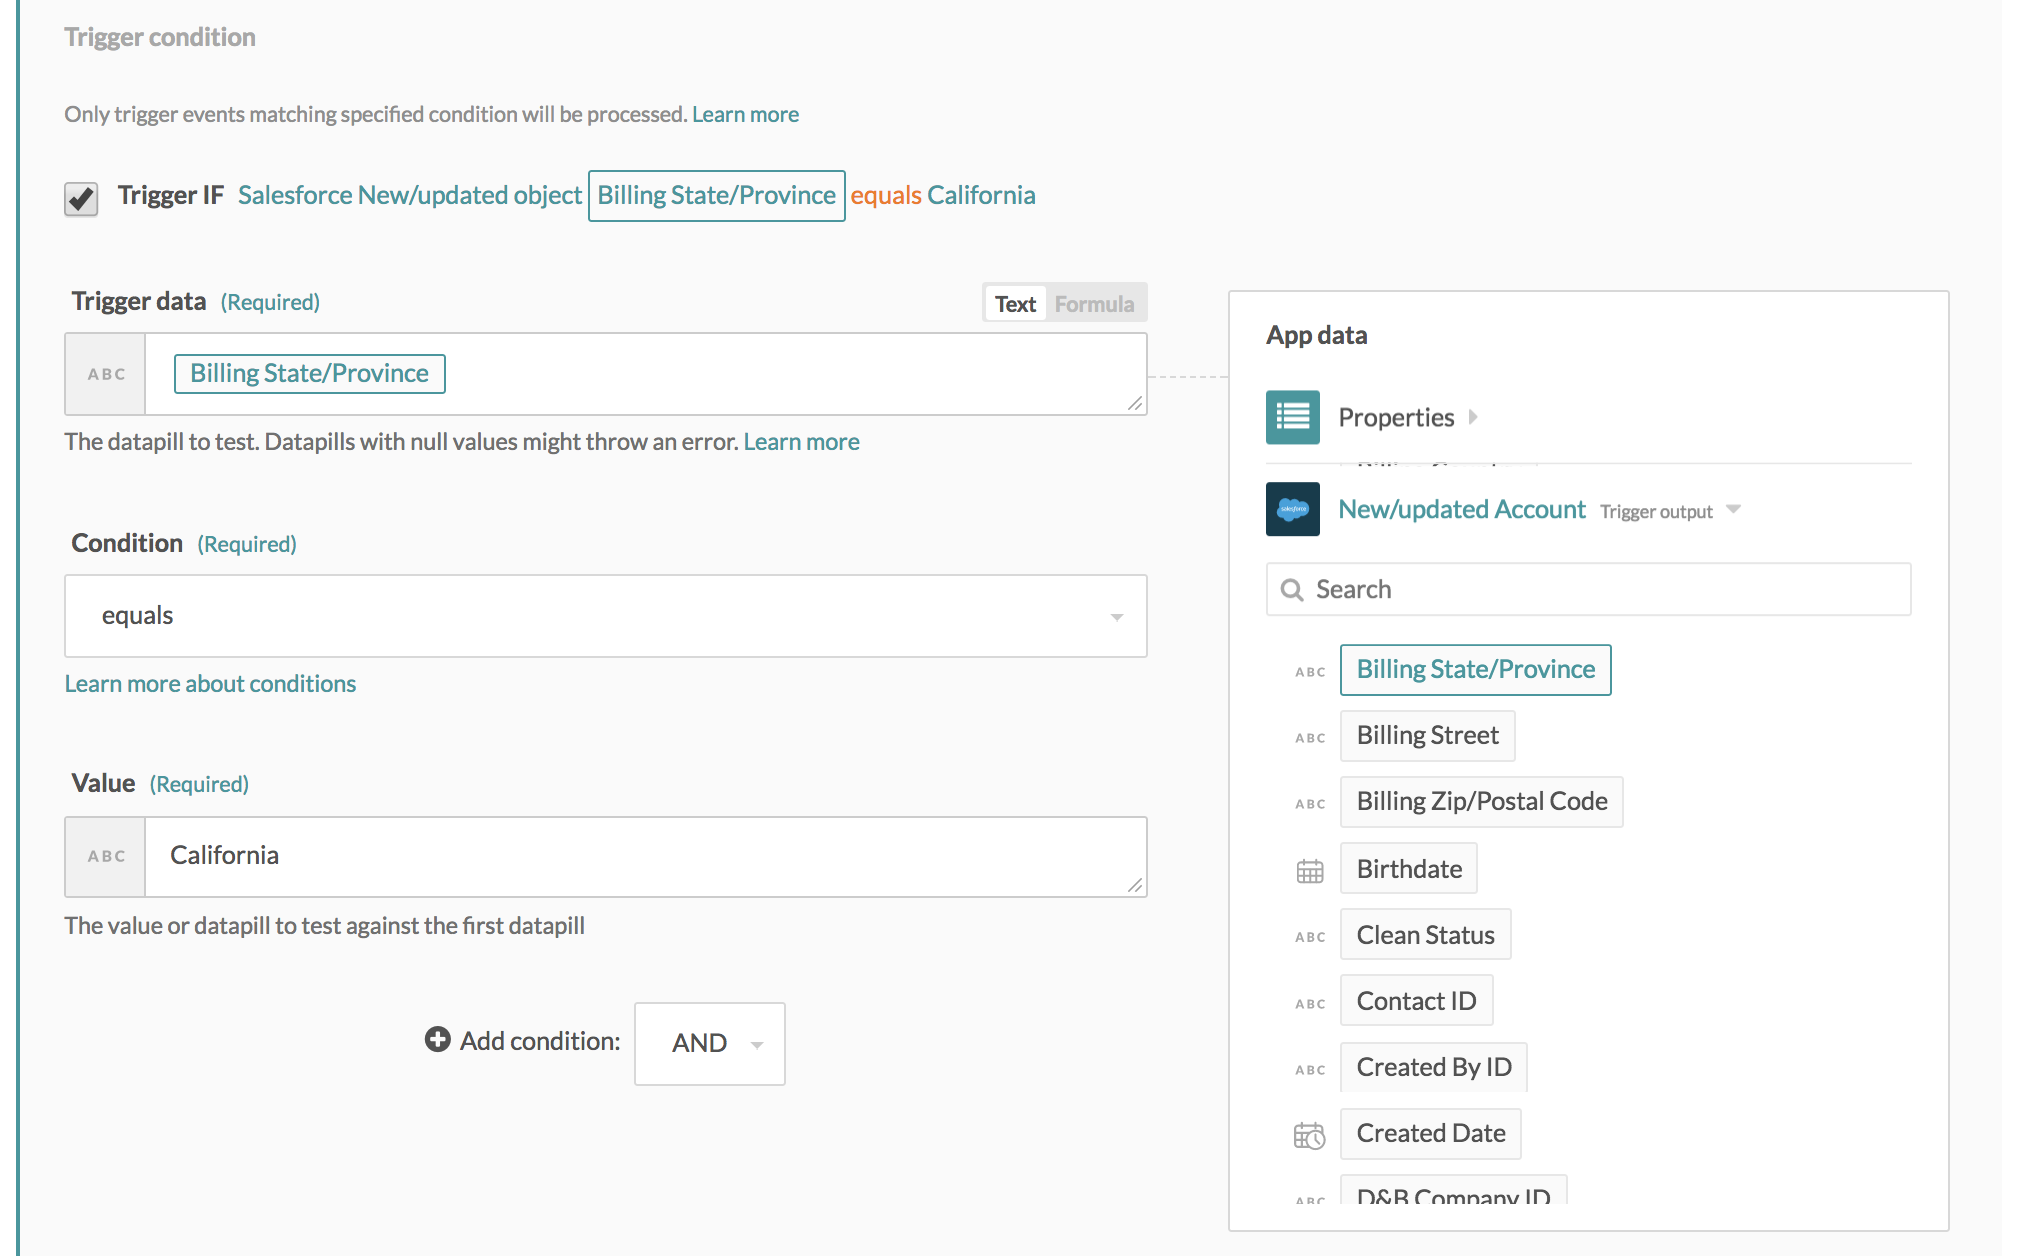 Trigger condition
Only trigger events matching specified condition will be processed. Learn more
Trigger IF Salesforce New/updated object Billing State/Province equals California
Trigger data (Required)
Text Formula
ABC Billing State/Province
The datapill to test. Datapills with null values might throw an error. Learn more
Condition (Required)
equals
Learn more about conditions
Value (Required)
ABC California
The value or datapill to test against the first datapill
Add condition: AND
App data
Properties
salesforce New/updated Account Trigger output
Search
ABC Billing State/Province
ABC Billing Street
ABC Billing Zip/Postal Code
Birthdate
ABC Clean Status
ABC Contact ID
ABC Created By ID
Created Date
ABC D&B Company ID